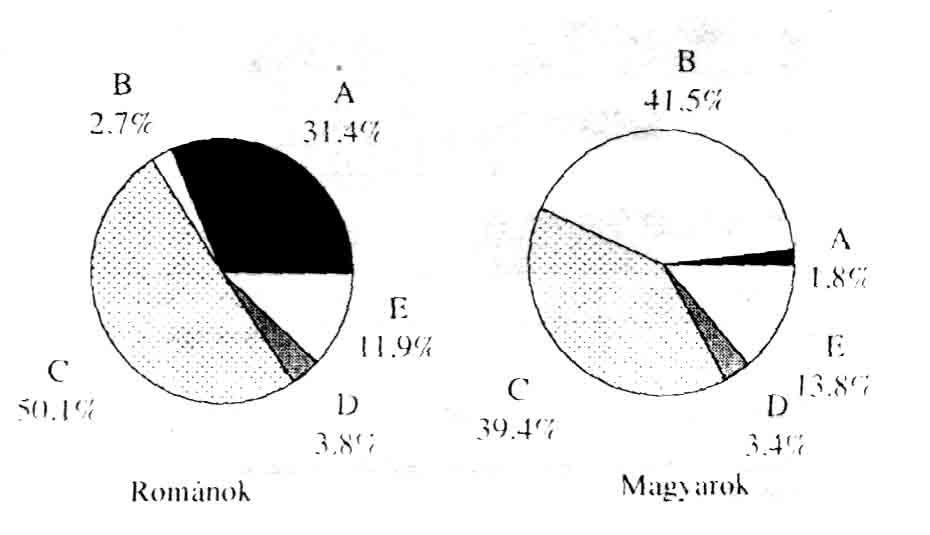 B
2.7%
A
31.4%
E
11.9%
D
3.8%
C
50.1%
Románok
B
41.5%
A
1.8%
E
13.8%
D
3.4%
C
39.4%
Magyarok